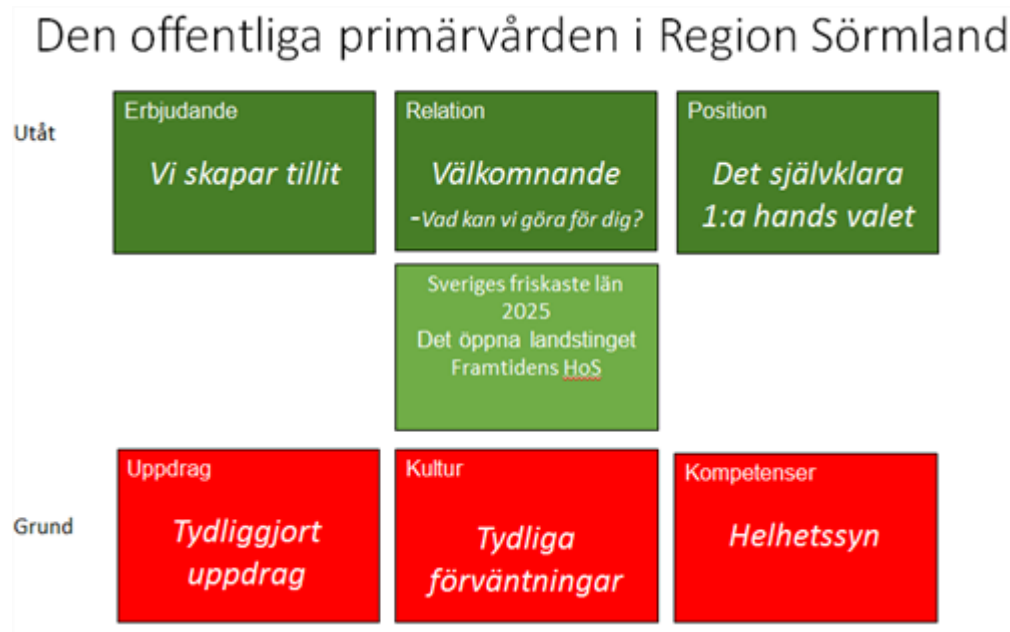 Den offentliga primärvården i Region Sörmland
Utåt
Erbjudande
Vi skapar tillit
Relation
Välkomnande
-Vad kan vi göra för dig?
Position
Det självklara
1:a hands valet
Sveriges friskaste län
2025
Det öppna landstinget
Framtidens HoS
Grund
Uppdrag
Tydliggjort
uppdrag
Kultur
Tydliga
förväntningar
Kompetenser
Helhetssyn